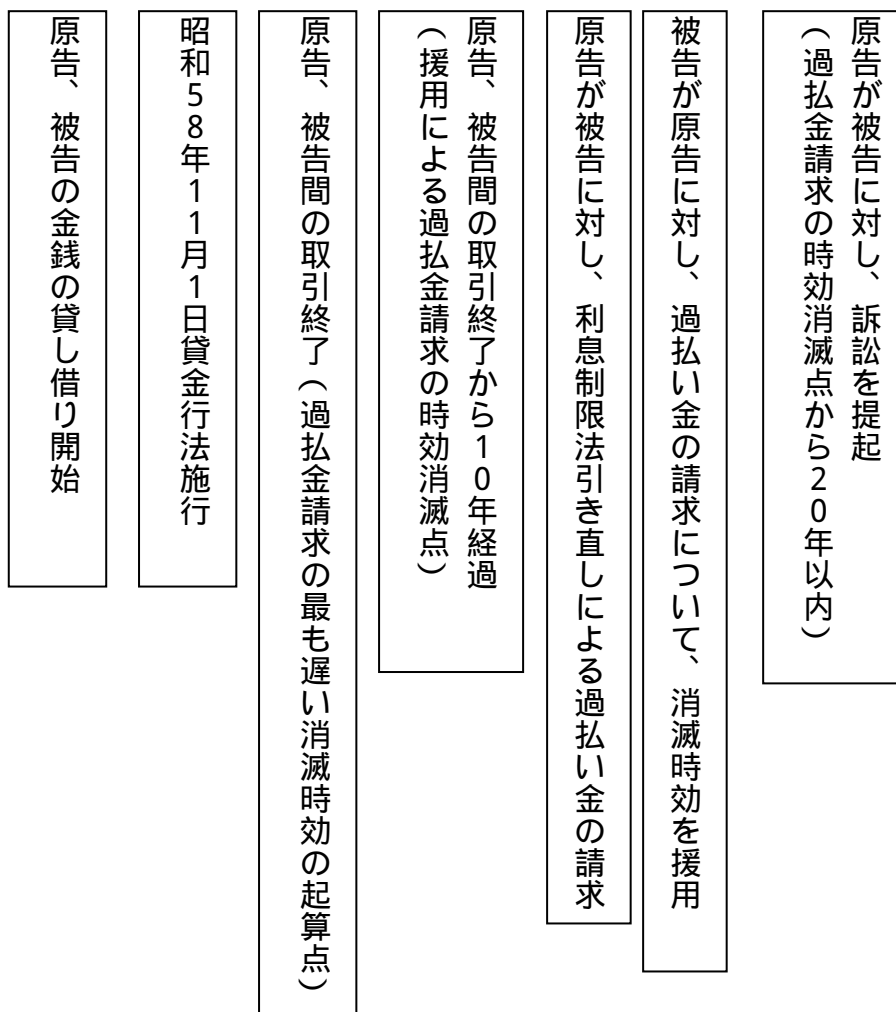 原告が被告に対し、訴訟を提起
（過払金請求の時効消滅点から２０年以内）
被告が原告に対し、過払い金の請求について、消滅時効を援用
原告が被告に対し、利息制限法引き直しによる過払い金の請求
原告、被告間の取引終了から１０年経過
（援用による過払金請求の時効消滅点）
原告、被告間の取引終了（過払金請求の最も遅い消滅時効の起算点）
昭和５８年１１月１日貸金行法施行
原告、被告の金銭の貸し借り開始